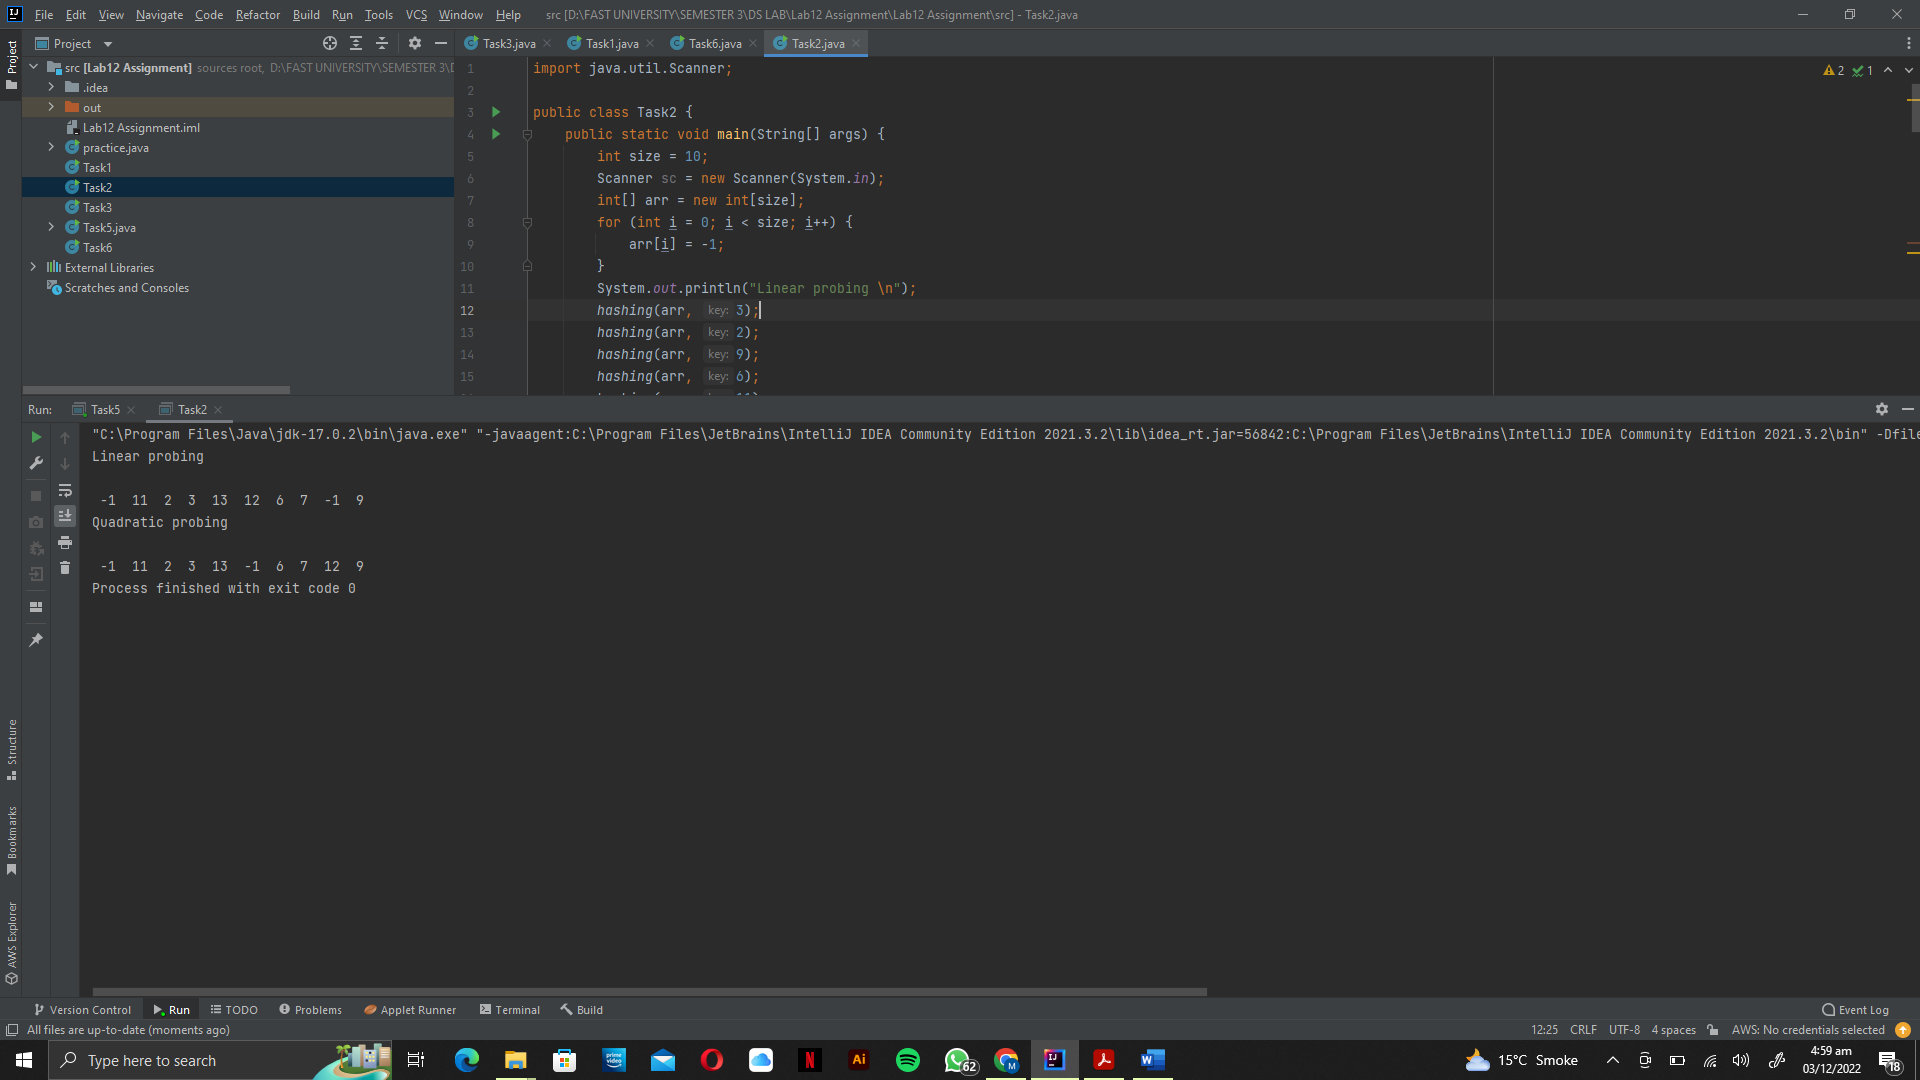 File Edit View Navigate Code Refactor Build Run Tools VCS Window Help src [D:\FAST UNIVERSITY\SEMESTER 3\DS LAB\Lab12 Assignment\Lab12 Assignment\src] - Task2.java
Project
Task3.java Task1.java Task6.java Task2.java
src [Lab12 Assignment] sources root, D:\FAST UNIVERSITY\SEMESTER 3\D
.idea
out
Lab12 Assignment.iml
practice.java
Task1
Task2
Task3
Task5.java
Task6
External Libraries
Scratches and Consoles
2 1
1 import java.util.Scanner;
2
3 public class Task2 {
4 public static void main(String[] args) {
5 int size = 10;
6 Scanner sc = new Scanner(System.in);
7 int[] arr = new int[size];
8 for (int i = 0; i < size; i++) {
9 arr[i] = -1;
10 }
11 System.out.println("Linear probing \n");
12 hashing(arr, key: 3);
13 hashing(arr, key: 2);
14 hashing(arr, key: 9);
15 hashing(arr, key: 6);
Run: Task5 Task2
"C:\Program Files\Java\jdk-17.0.2\bin\java.exe" "-javaagent:C:\Program Files\JetBrains\IntelliJ IDEA Community Edition 2021.3.2\lib\idea_rt.jar=56842:C:\Program Files\JetBrains\IntelliJ IDEA Community Edition 2021.3.2\bin" -Dfile
Linear probing
-1 11 2 3 13 12 6 7 -1 9
Quadratic probing
-1 11 2 3 13 -1 6 7 12 9
Process finished with exit code 0
Project
Structure
Bookmarks
AWS Explorer
Version Control Run TODO Problems Applet Runner Terminal Build Event Log
All files are up-to-date (moments ago) 12:25 CRLF UTF-8 4 spaces AWS: No credentials selected
Type here to search
Ai
62
M
15°C Smoke
4:59 am
03/12/2022
18